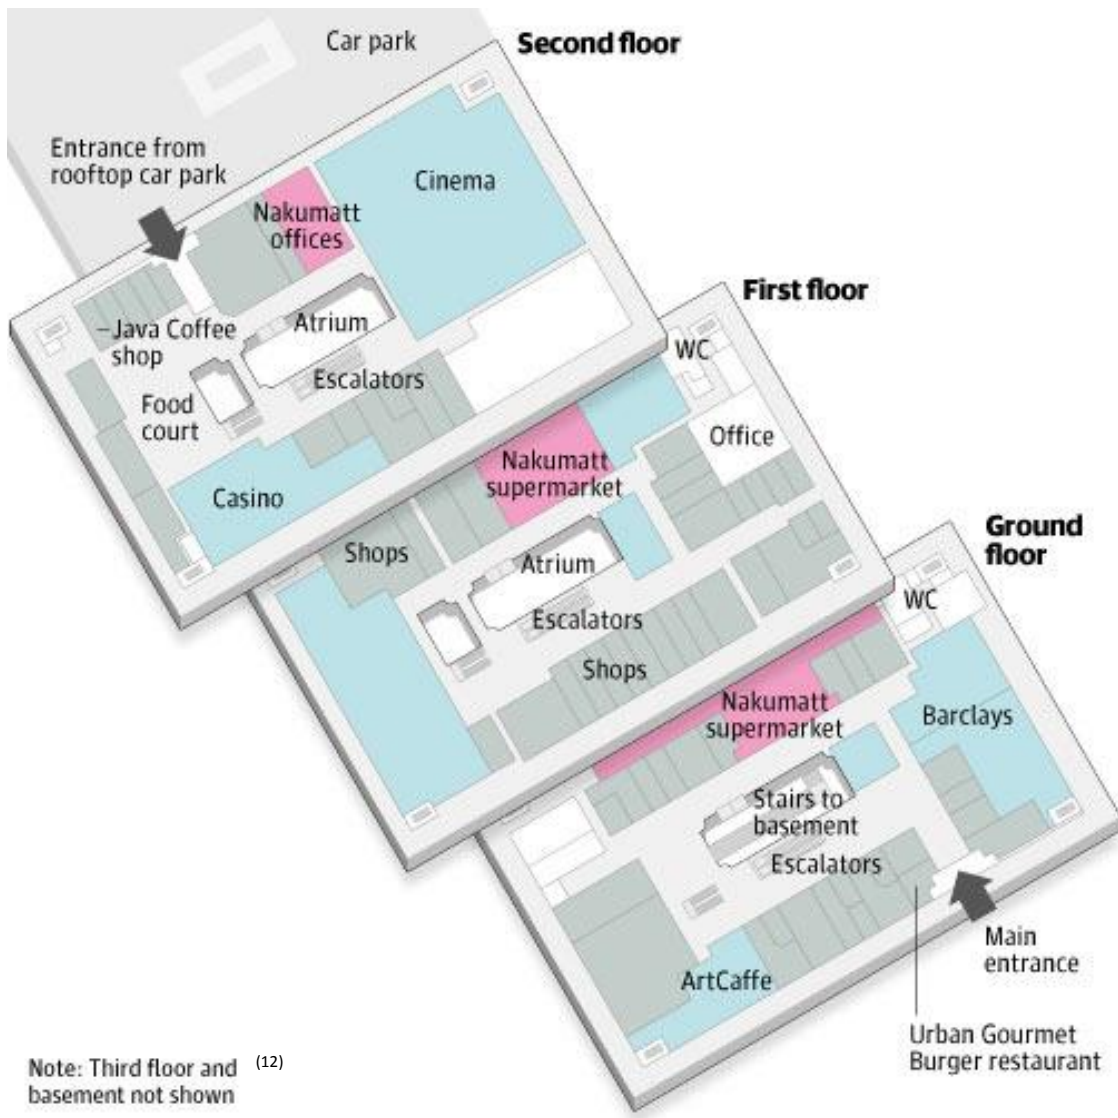 Car park
Second floor
Entrance from
rooftop car park
Cinema
Nakumatt
offices
Java Coffee
shop
Atrium
Escalators
Food
court
Casino
First floor
WC
Office
Nakumatt
supermarket
Shops
Atrium
Escalators
Shops
Ground
floor
WC
Nakumatt
supermarket
Barclays
Stairs to
basement
Escalators
ArtCaffe
Main
entrance
Urban Gourmet
Burger restaurant
Note: Third floor and
basement not shown
(12)